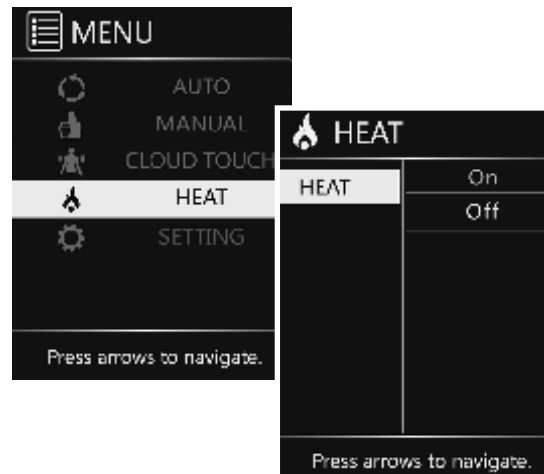 MENU
AUTO
MANUAL
CLOUD TOUCH
HEAT
SETTING
Press arrows to navigate.
HEAT
HEAT
On
Off
Press arrows to navigate.